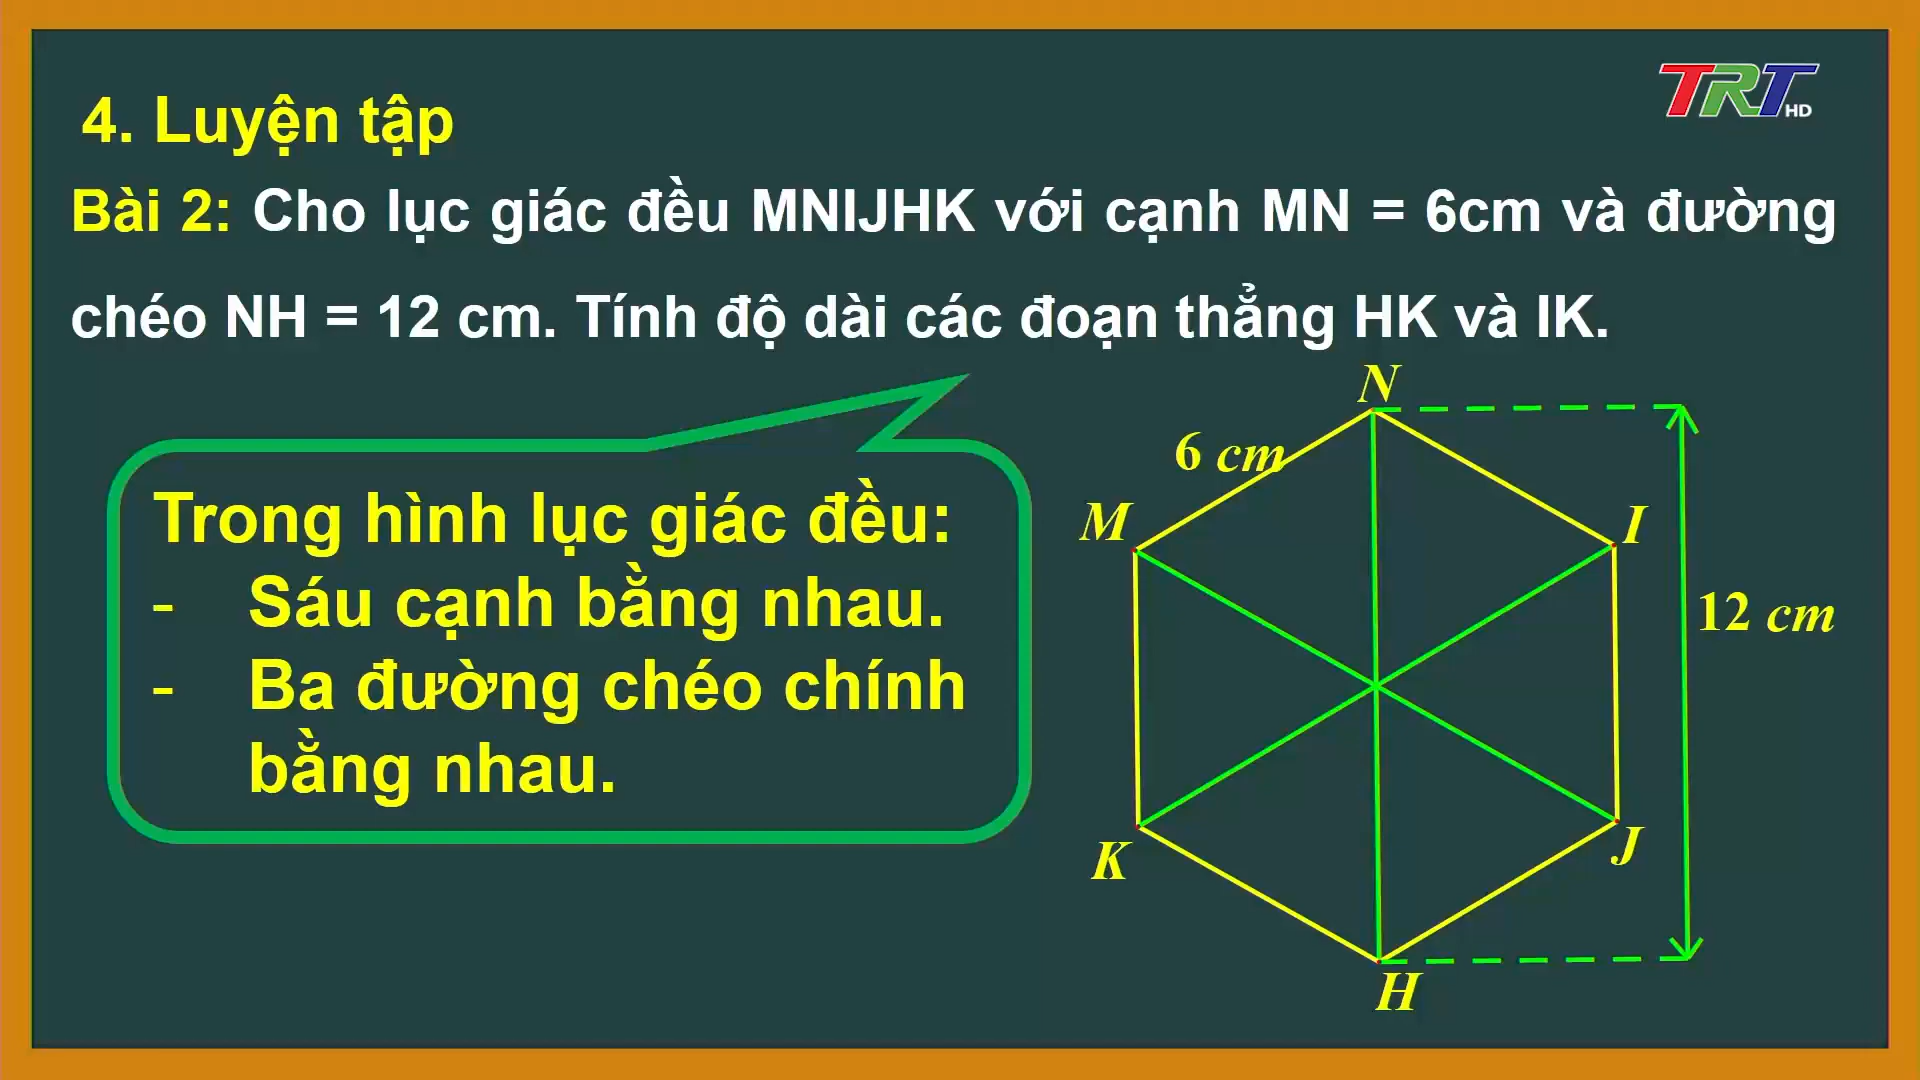 TRT HD
4. Luyện tập
Bài 2: Cho lục giác đều MNIJHK với cạnh MN = 6cm và đường
chéo NH = 12 cm. Tính độ dài các đoạn thẳng HK và IK.
Trong hình lục giác đều:
- Sáu cạnh bằng nhau.
- Ba đường chéo chính
bằng nhau.
N
6 cm
M
I
12 cm
K
J
H